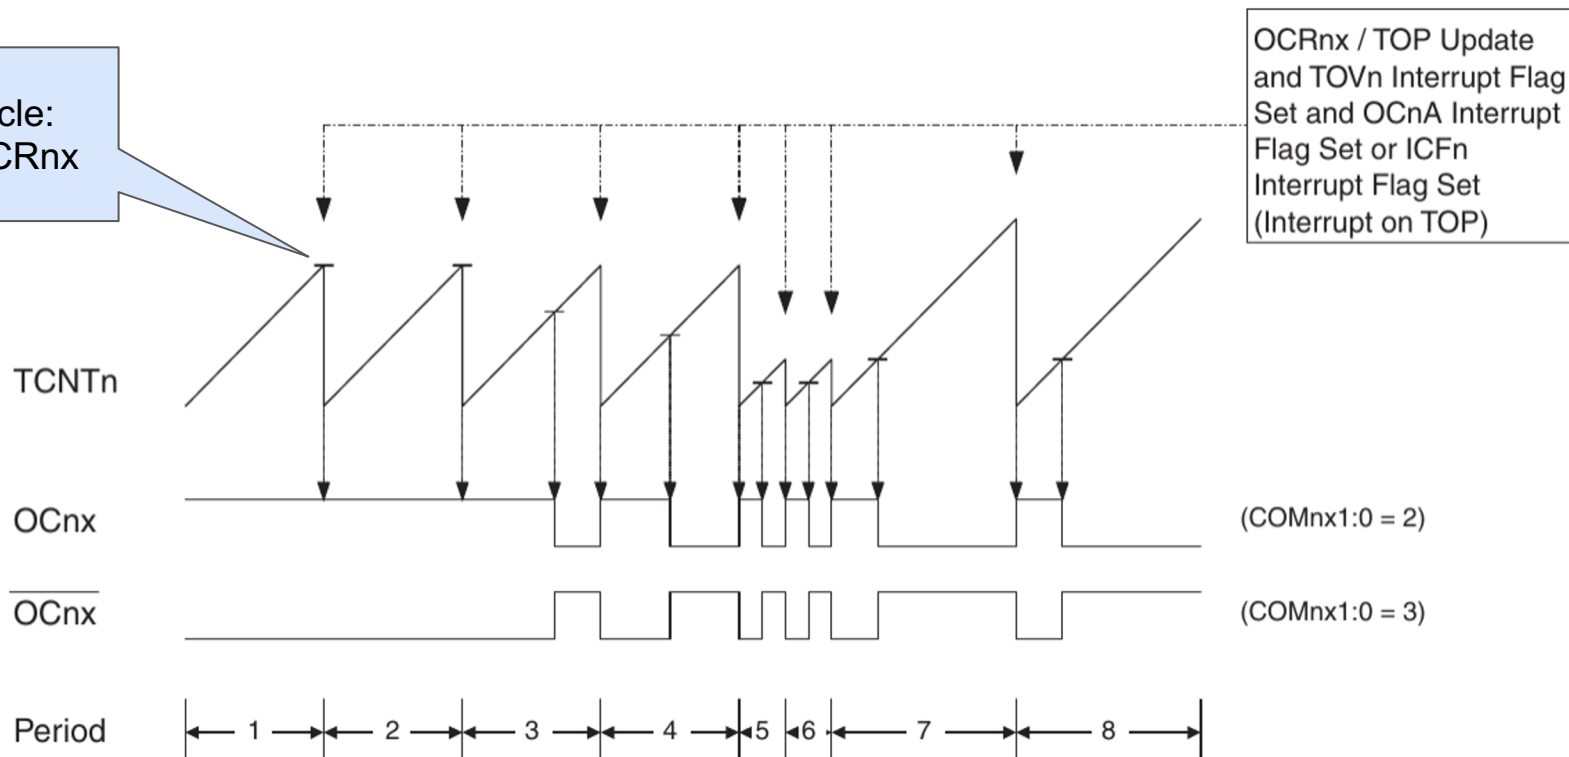 cle:
CRnx
OCRnx / TOP Update
and TOVn Interrupt Flag
Set and OCnA Interrupt
Flag Set or ICFn
Interrupt Flag Set
(Interrupt on TOP)
TCNTn
OCnx
(COMnx1:0 = 2)
OCnx
(COMnx1:0 = 3)
Period 1 2 3 4 5 6 7 8